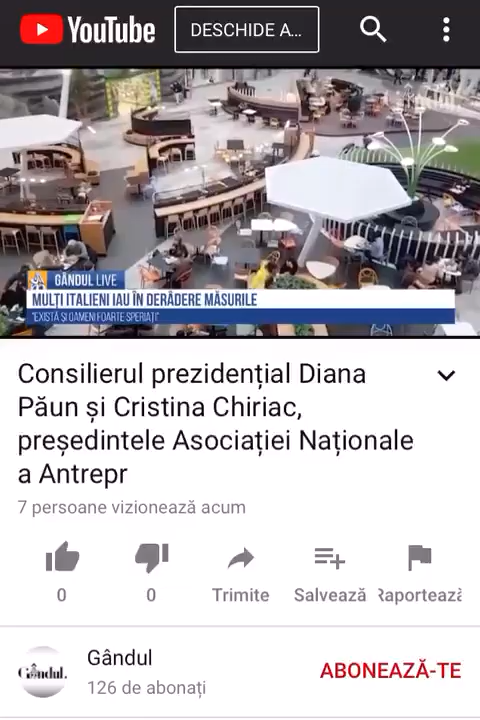 YouTube
DESCHIDE A...
Gândul.
GÂNDUL LIVE
MULȚI ITALIENI IAU ÎN DERÂDERE MĂSURILE
"EXISTĂ ȘI OAMENI FOARTE SPERIAȚI"
Consilierul prezidențial Diana
Păun și Cristina Chiriac,
președintele Asociației Naționale
a Antrepr
7 persoane vizionează acum
0
0
Trimite
Salvează
Raportează
Gândul.
Gândul
126 de abonați
ABONEAZĂ-TE